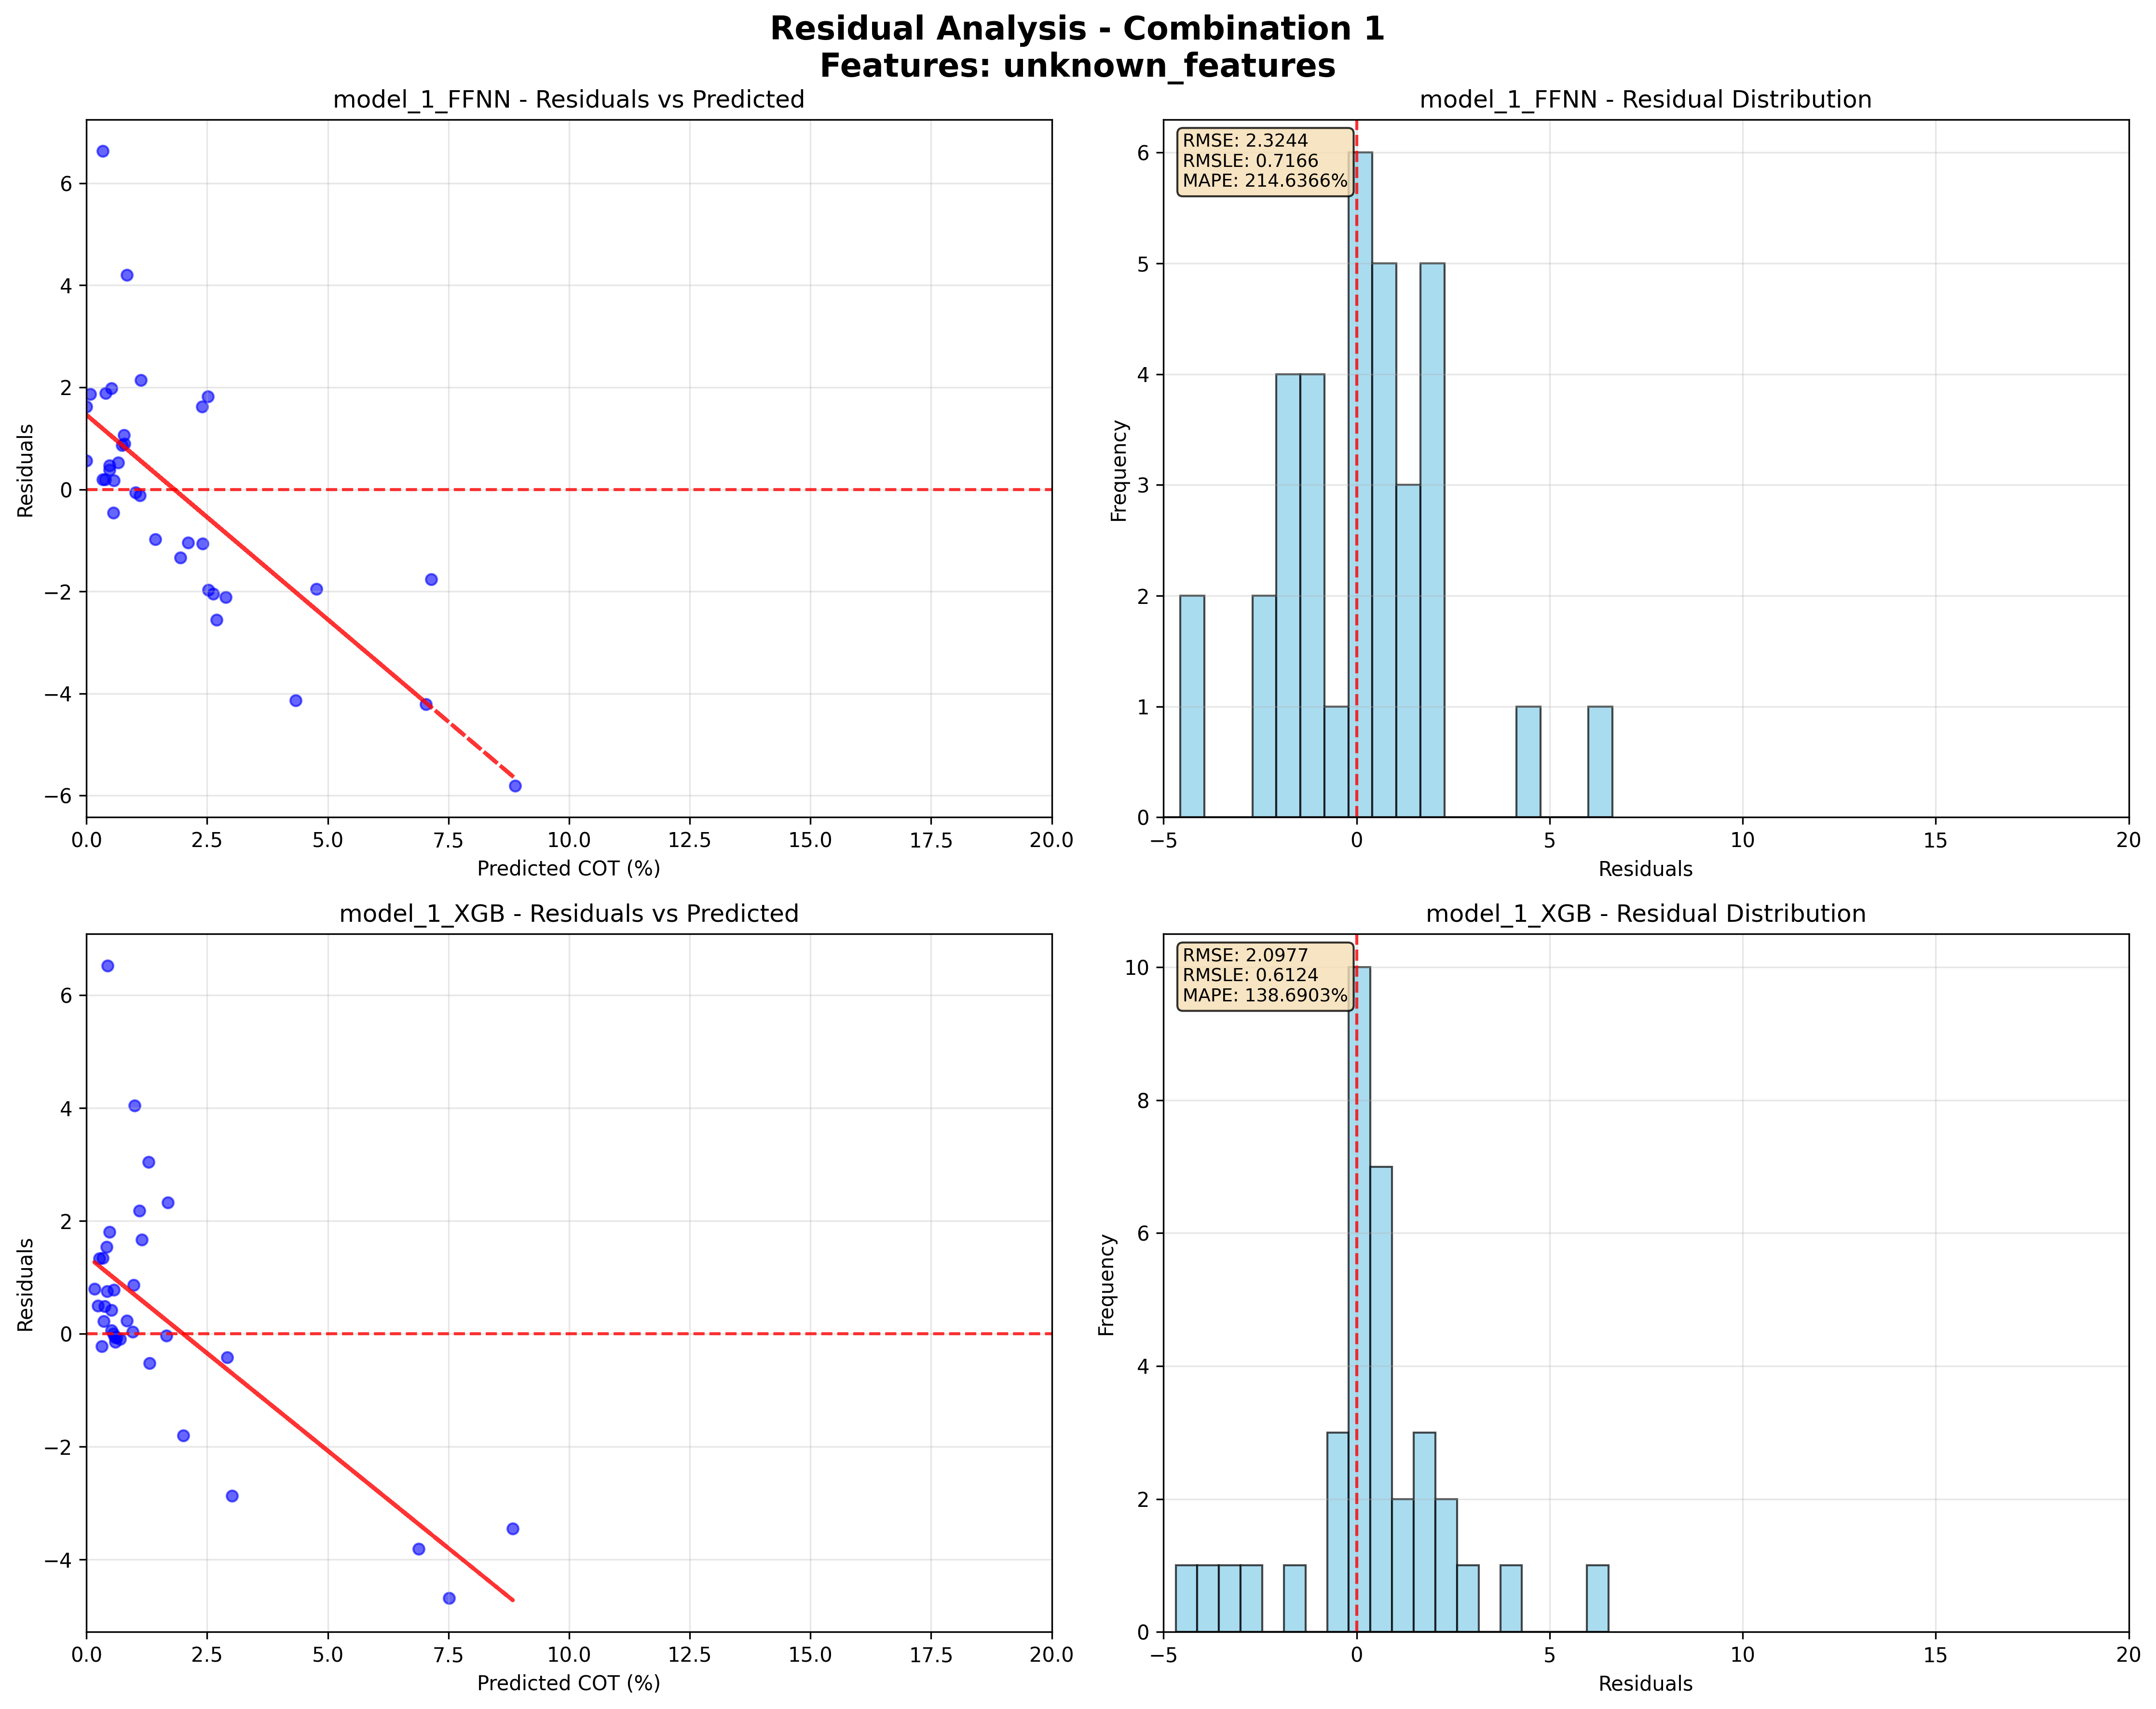 Residual Analysis - Combination 1
Features: unknown_features
model_1_FFNN - Residuals vs Predicted
6
4
2
0
−2
−4
−6
Residuals
0.0 2.5 5.0 7.5 10.0 12.5 15.0 17.5 20.0
Predicted COT (%)
model_1_FFNN - Residual Distribution
RMSE: 2.3244
RMSLE: 0.7166
MAPE: 214.6366%
6
5
4
3
2
1
0
Frequency
−5 0 5 10 15 20
Residuals
model_1_XGB - Residuals vs Predicted
6
4
2
0
−2
−4
Residuals
0.0 2.5 5.0 7.5 10.0 12.5 15.0 17.5 20.0
Predicted COT (%)
model_1_XGB - Residual Distribution
RMSE: 2.0977
RMSLE: 0.6124
MAPE: 138.6903%
10
8
6
4
2
0
Frequency
−5 0 5 10 15 20
Residuals